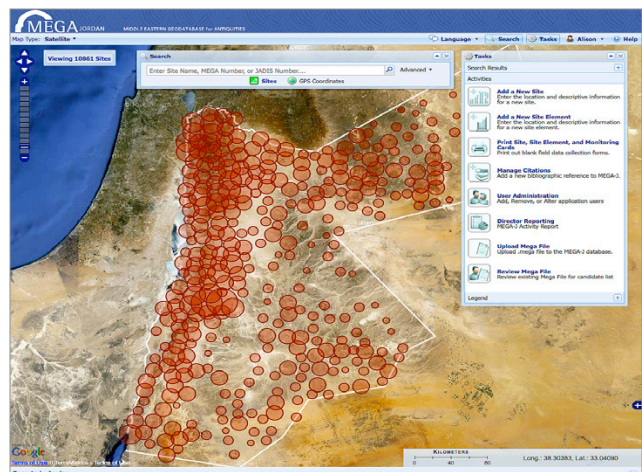 MEGA JORDAN MIDDLE EASTERN GEODATABASE for ANTIQUITIES
Map Type: Satellite Language Search Tasks Alison Help
Viewing 10861 Sites
Search
Enter Site Name, MEGA Number, or JADIS Number... Advanced
Sites GPS Coordinates
Tasks
Search Results
Activities
Add a New Site
Enter the location and descriptive information
for a new site.
Add a New Site Element
Enter the location and descriptive information
for a new site element.
Print Site, Site Element, and Monitoring
Cards
Print out blank field data collection forms.
Manage Citations
Add a new bibliographic reference to MEGA-J.
User Administration
Add, Remove, or Alter application users
Director Reporting
MEGA-J Activity Report
Upload Mega File
Upload .mega file to the MEGA-J database.
Review Mega File
Review existing Mega File for candidate list
Legend
Google
Terms of Use
KILOMETERS
0 40 80
Long.: 38.30383, Lat.: 33.04090